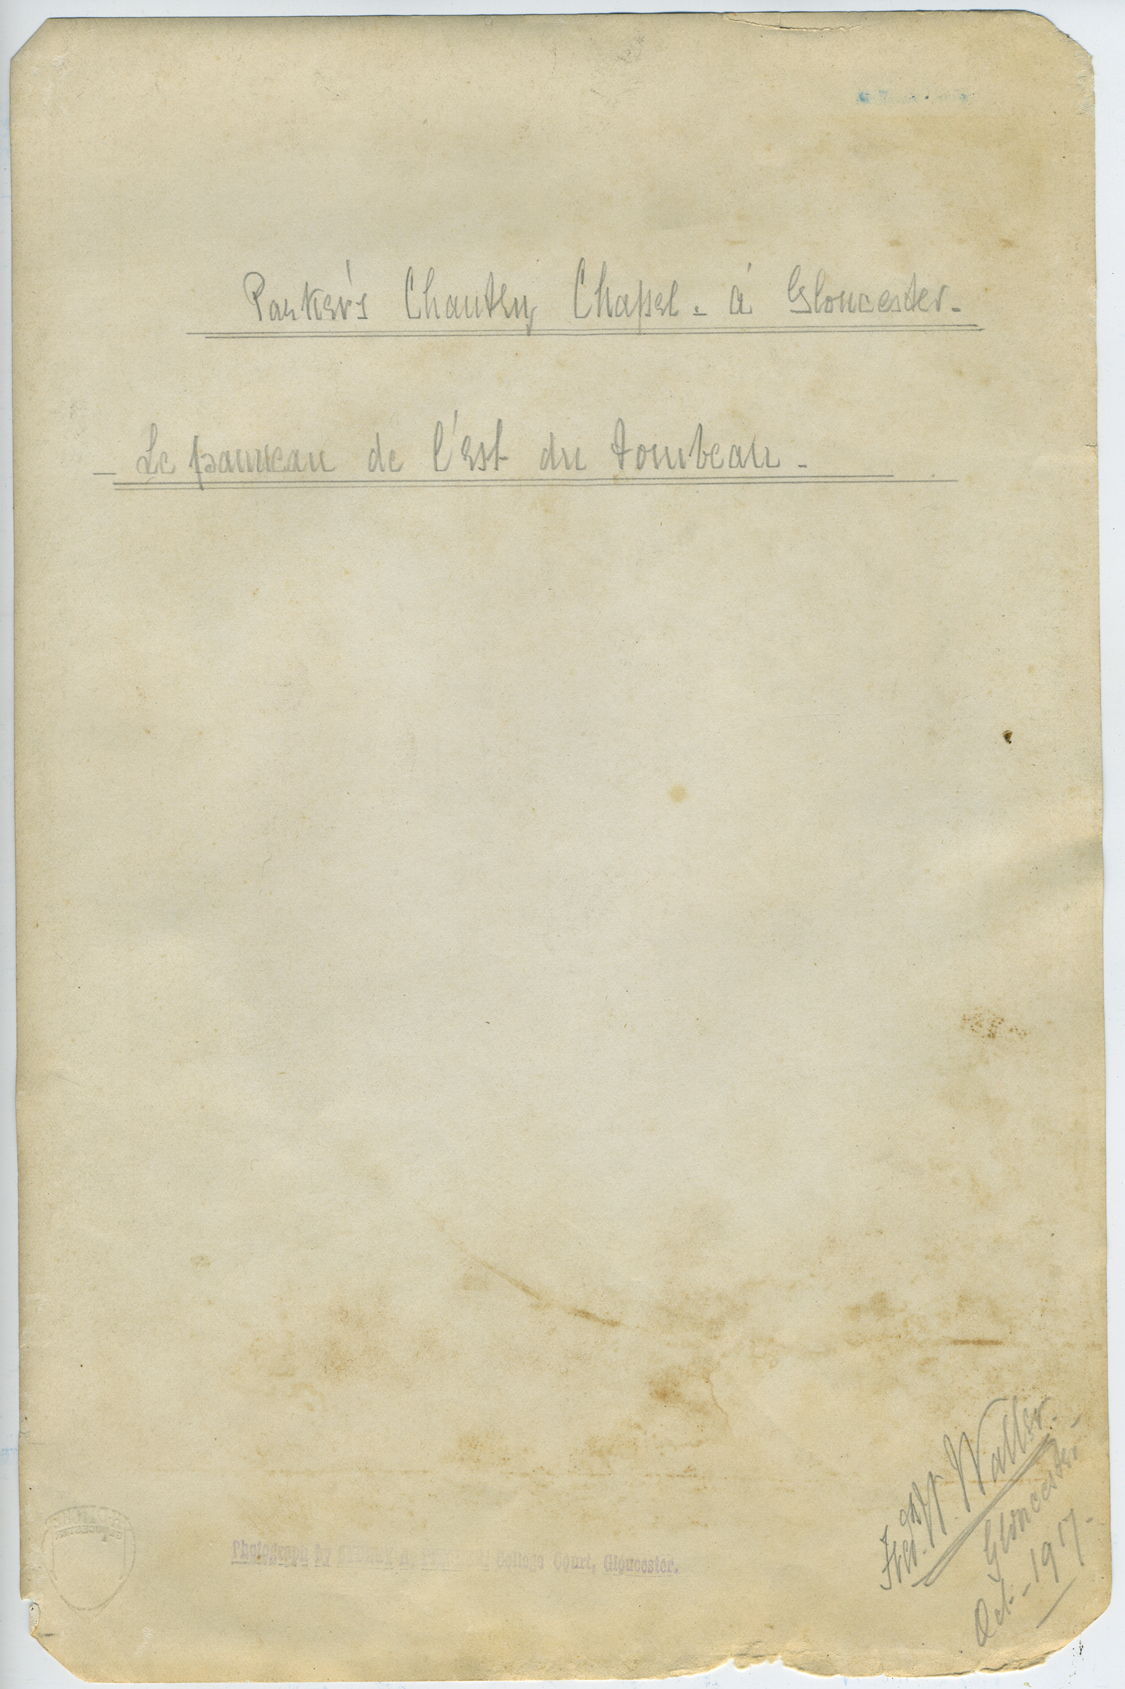 Parker's Chantry Chapel - à Gloucester -
- Le panneau de l'est du tombeau -
Fred. W. Waller.
Gloucester
Oct - 1917 -
Photograph by College Court, Gloucester.